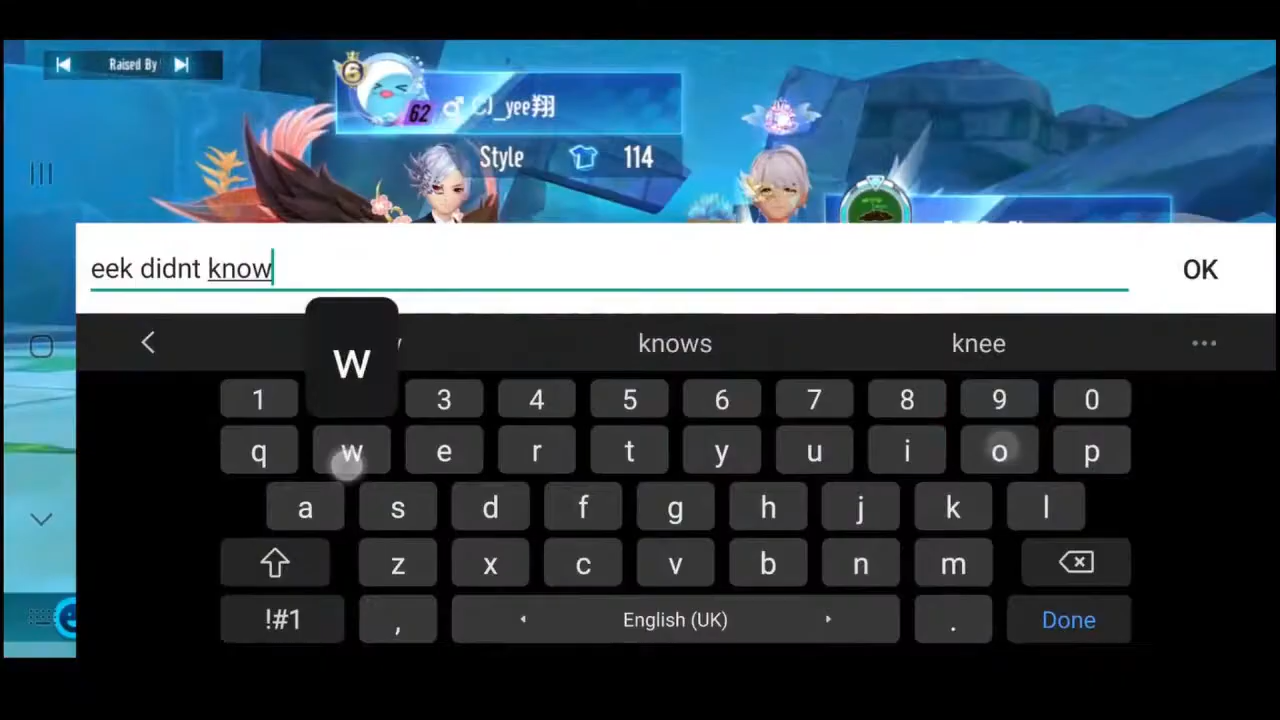 Raised By
6
62 ♂ CJ_yee翔
Style 114
eek didnt know
OK
w
knows knee
1 3 4 5 6 7 8 9 0
q w e r t y u i o p
a s d f g h j k l
z x c v b n m
!#1 , English (UK) . Done